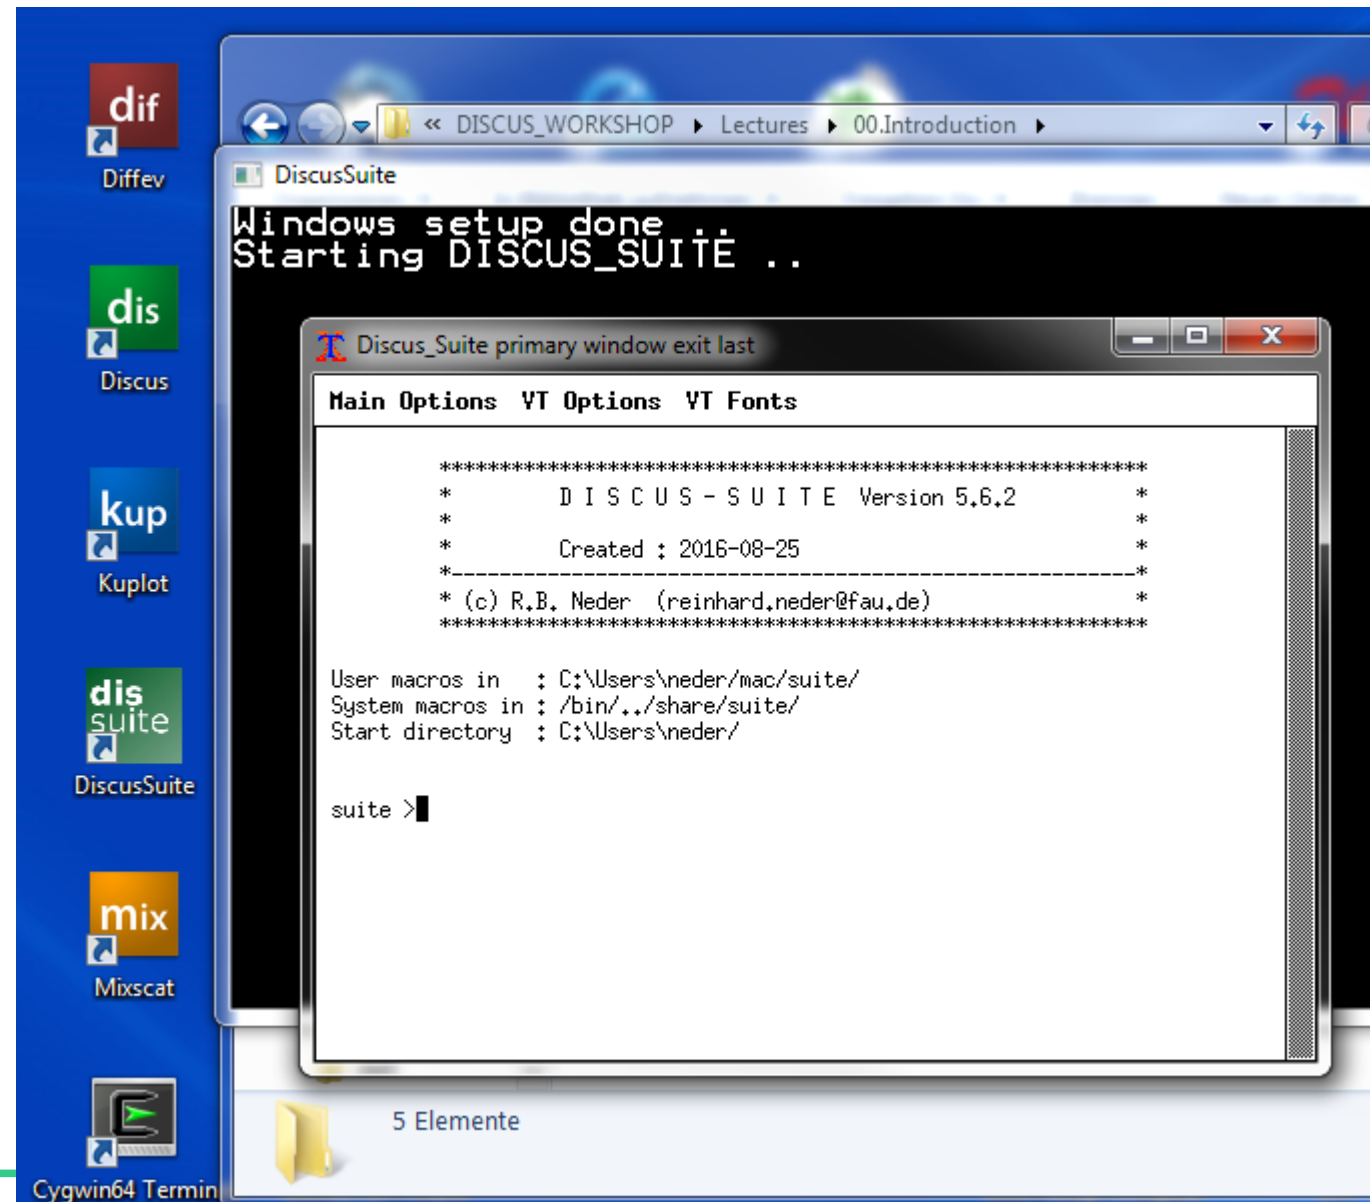 dif
Diffev
dis
Discus
kup
Kuplot
dis
suite
DiscusSuite
mix
Mixscat
Cygwin64 Termin
« DISCUS_WORKSHOP ▸ Lectures ▸ 00.Introduction ▸
DiscusSuite
Windows setup done ..
Starting DISCUS_SUITE ..
Discus_Suite primary window exit last
Main Options VT Options VT Fonts
***********************************************************
* D I S C U S - S U I T E Version 5.6.2 *
* *
* Created : 2016-08-25 *
*---------------------------------------------------------*
* (c) R.B. Neder (reinhard.neder@fau.de) *
***********************************************************
User macros in : C:\Users\neder/mac/suite/
System macros in : /bin/../share/suite/
Start directory : C:\Users\neder/
suite >
5 Elemente